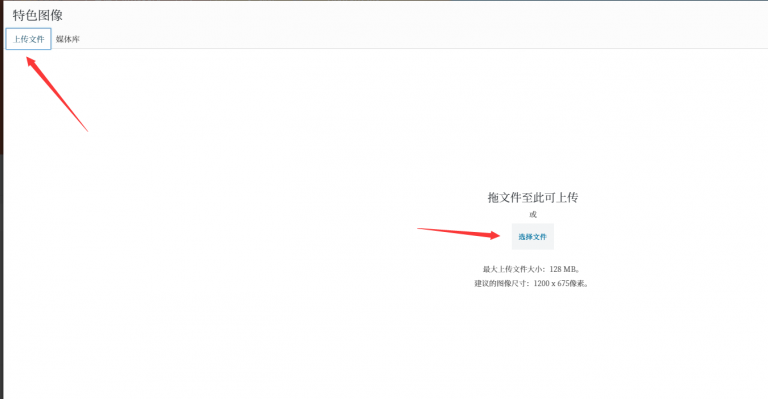 特色图像
上传文件 媒体库
拖文件至此可上传
或
选择文件
最大上传文件大小：128 MB。
建议的图像尺寸：1200 x 675像素。